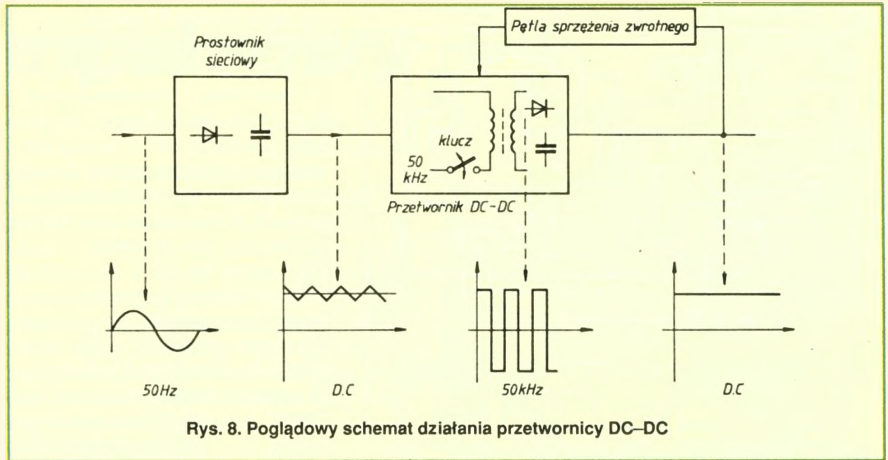 Pętla sprzężenia zwrotnego
Prostownik
sieciowy
klucz
50
kHz
Przetwornik DC-DC
50Hz
D.C
50kHz
D.C
Rys. 8. Poglądowy schemat działania przetwornicy DC–DC